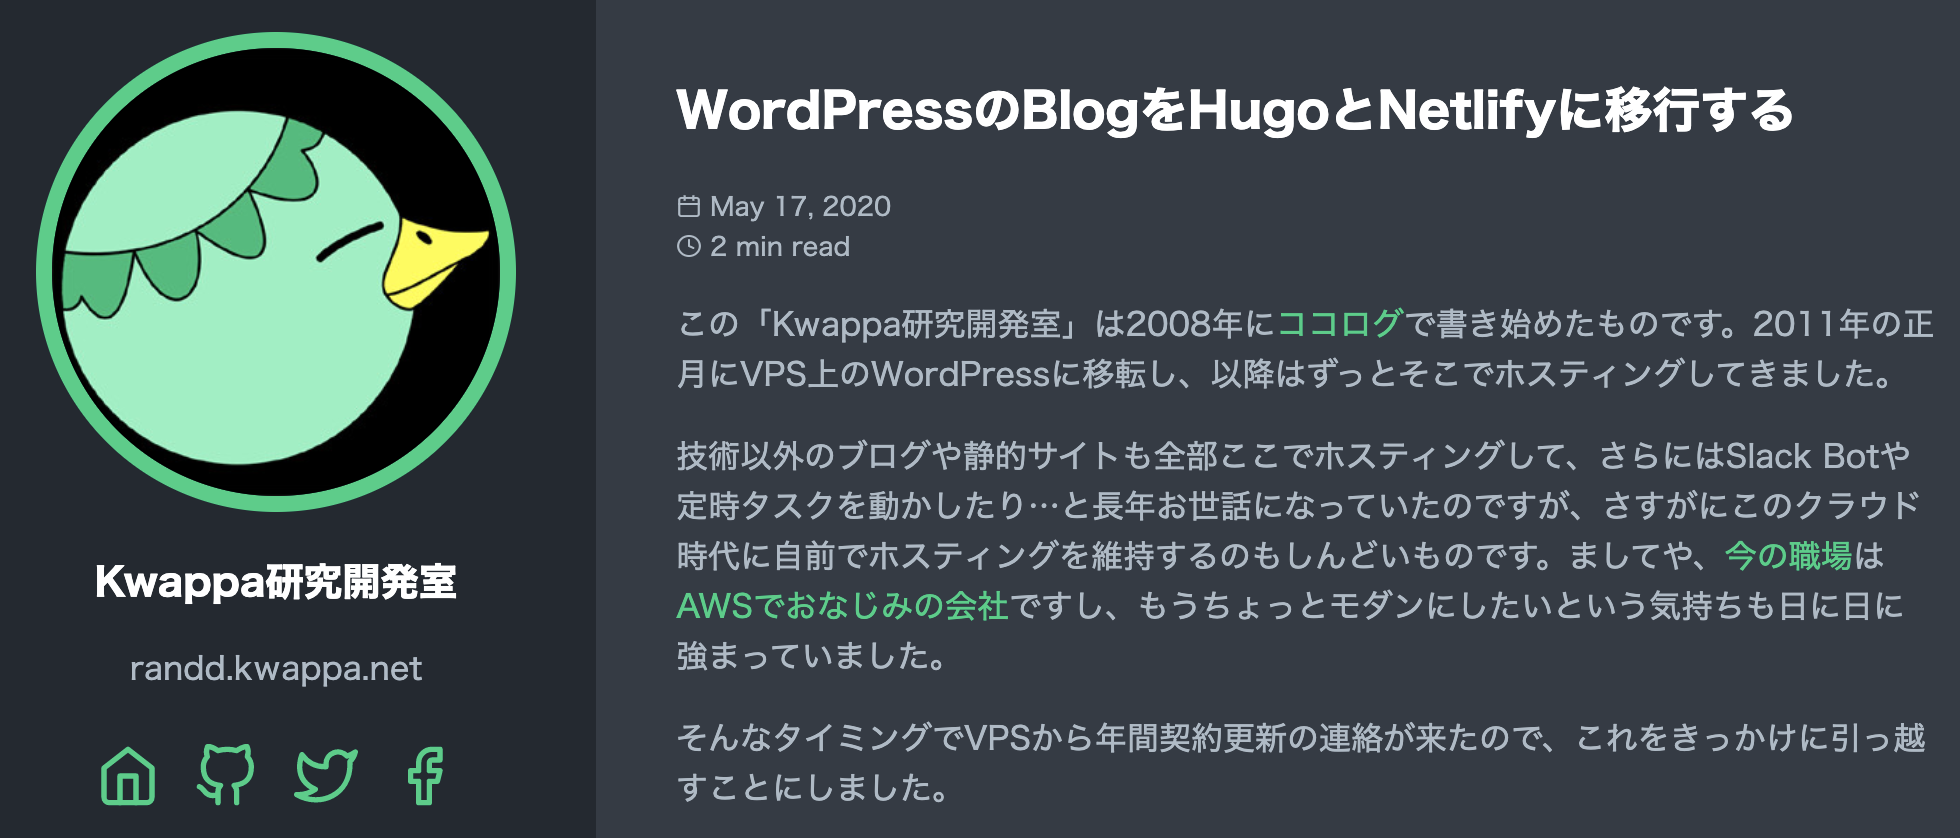 Kwappa研究開発室
randd.kwappa.net
WordPressのBlogをHugoとNetlifyに移行する
May 17, 2020
2 min read
この「Kwappa研究開発室」は2008年にココログで書き始めたものです。2011年の正
月にVPS上のWordPressに移転し、以降はずっとそこでホスティングしてきました。
技術以外のブログや静的サイトも全部ここでホスティングして、さらにはSlack Botや
定時タスクを動かしたり…と長年お世話になっていたのですが、さすがにこのクラウド
時代に自前でホスティングを維持するのもしんどいものです。ましてや、今の職場は
AWSでおなじみの会社ですし、もうちょっとモダンにしたいという気持ちも日に日に
強まっていました。
そんなタイミングでVPSから年間契約更新の連絡が来たので、これをきっかけに引っ越
すことにしました。